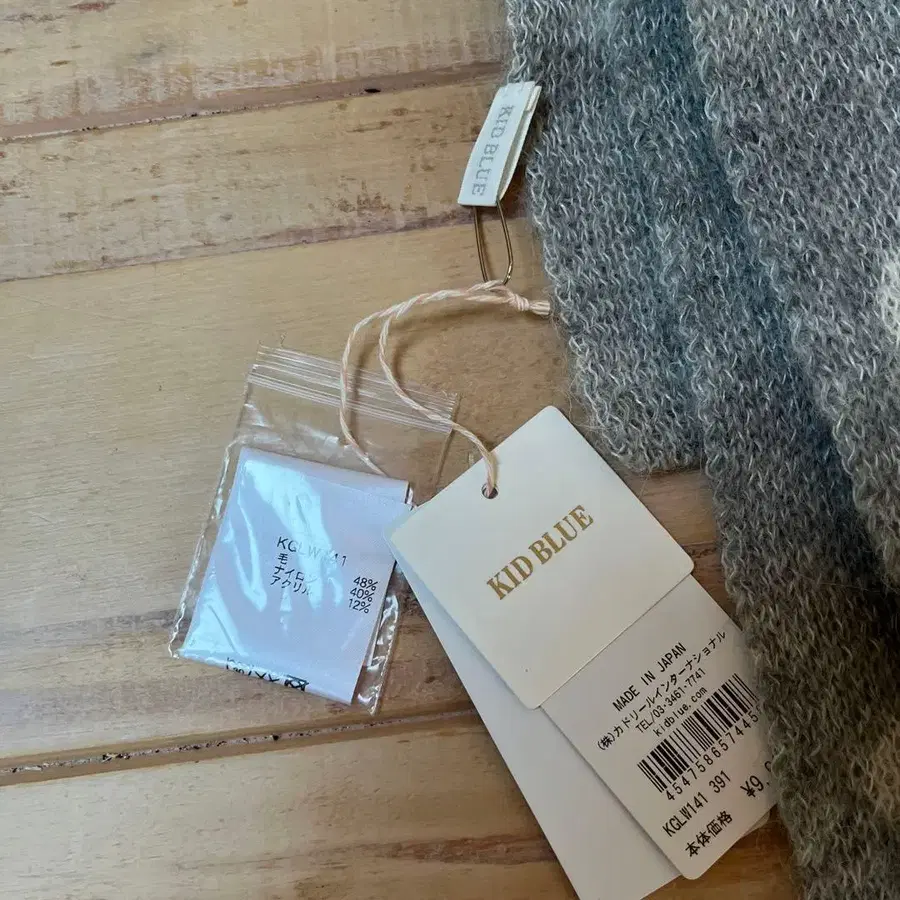 KID BLUE
KGLW141
毛 48%
ナイロン 40%
アクリル 12%
KID BLUE
MADE IN JAPAN
(株)カドリールインターナショナル
TEL/03-3461-7741
kidblue.com
KGLW141 391
本体価格 ¥9,